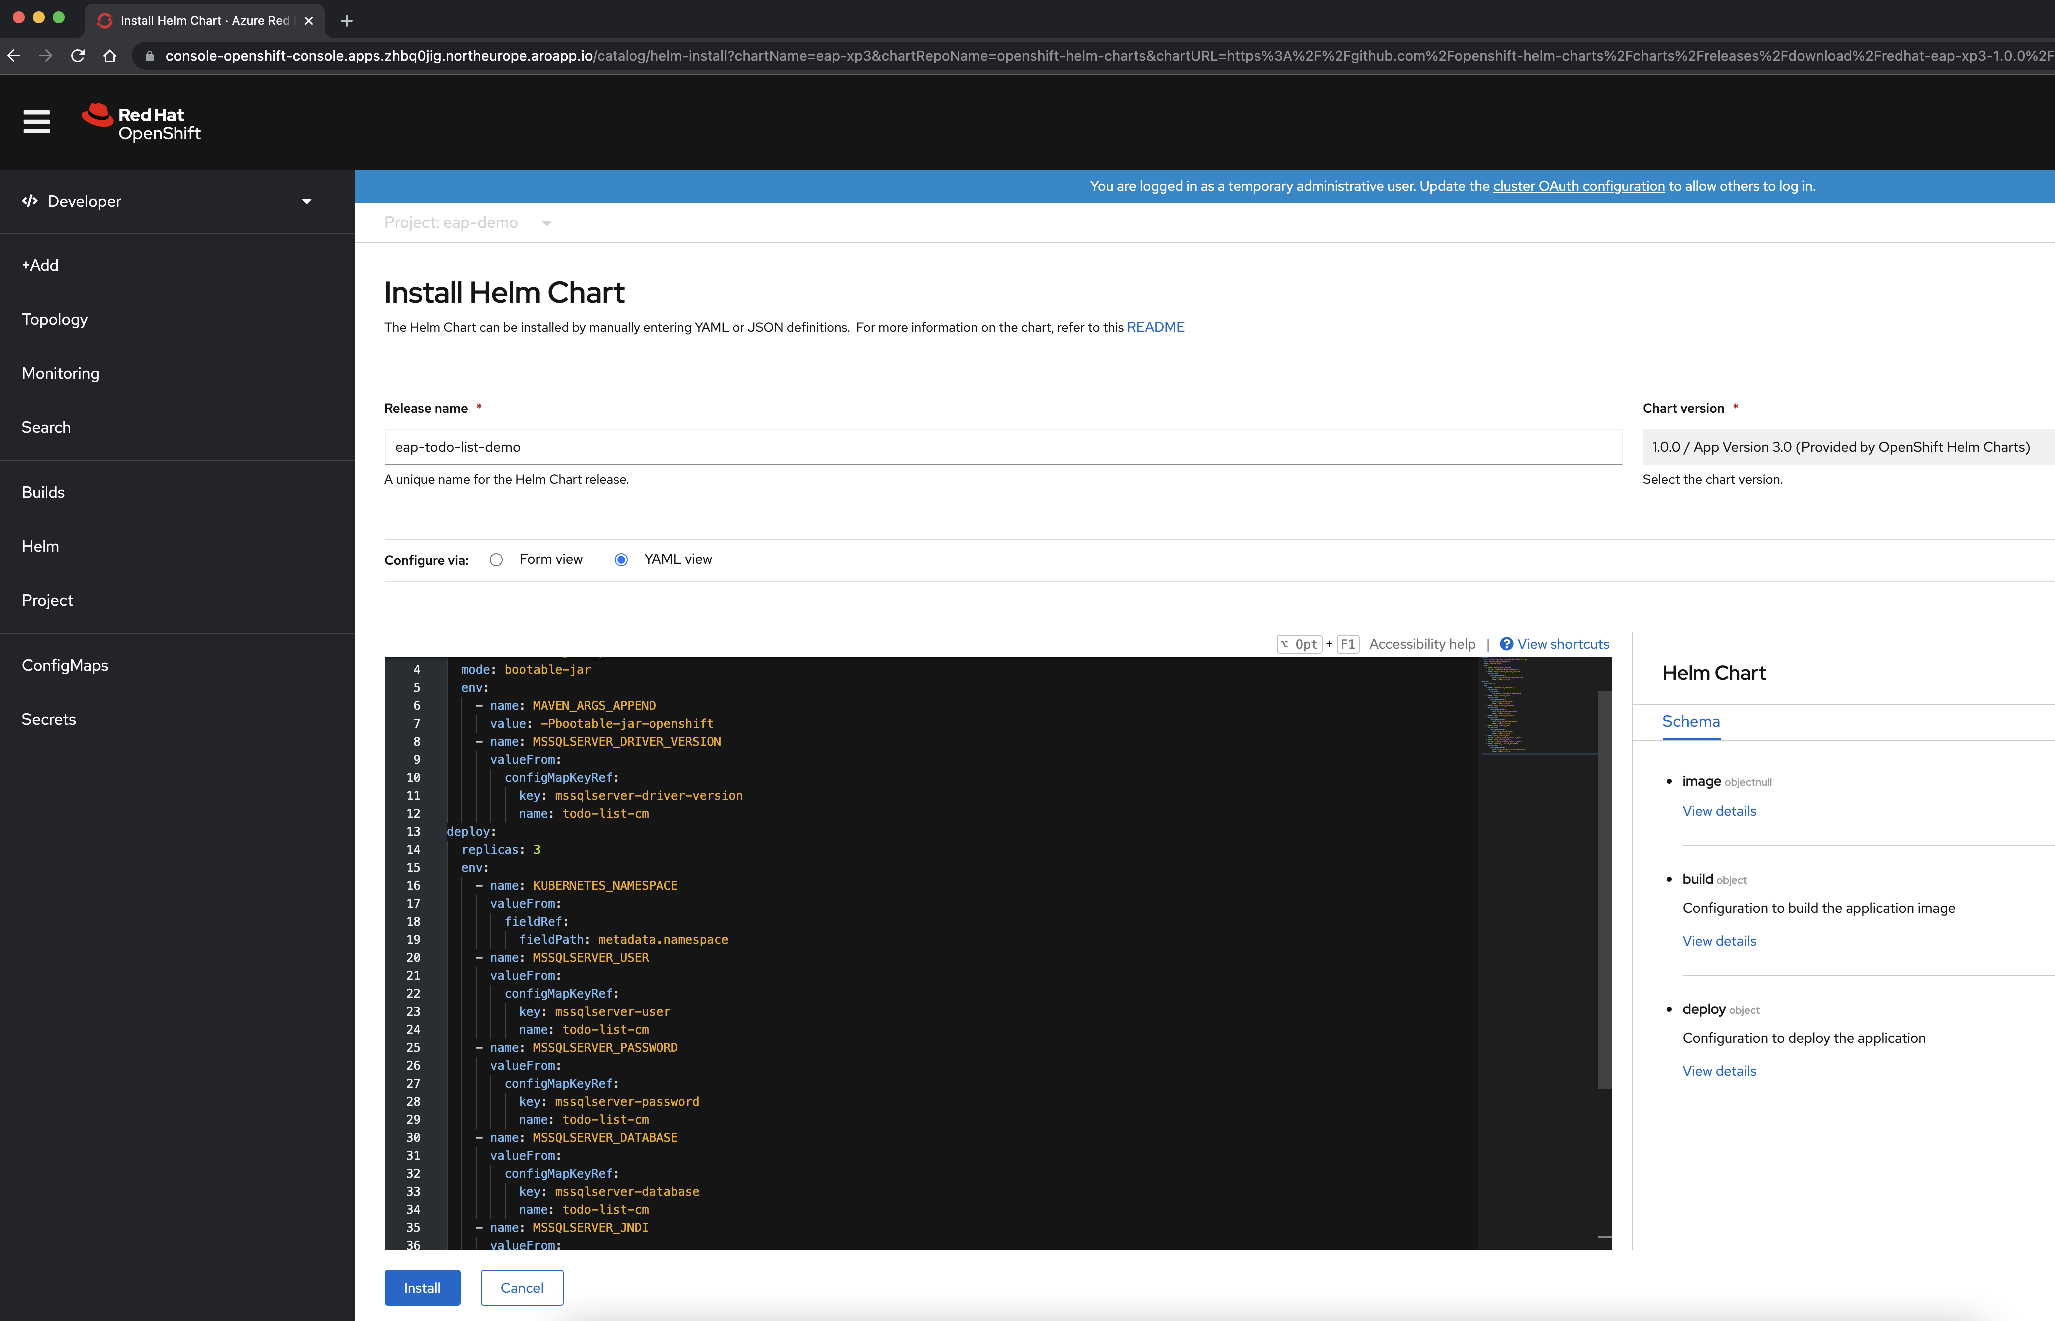 Install Helm Chart · Azure Red
console-openshift-console.apps.zhbq0jig.northeurope.aroapp.io/catalog/helm-install?chartName=eap-xp3&chartRepoName=openshift-helm-charts&chartURL=https%3A%2F%2Fgithub.com%2Fopenshift-helm-charts%2Fcharts%2Freleases%2Fdownload%2Fredhat-eap-xp3-1.0.0%2F
Red Hat
OpenShift
Developer
+Add
Topology
Monitoring
Search
Builds
Helm
Project
ConfigMaps
Secrets
You are logged in as a temporary administrative user. Update the cluster OAuth configuration to allow others to log in.
Project: eap-demo
Install Helm Chart
The Helm Chart can be installed by manually entering YAML or JSON definitions. For more information on the chart, refer to this README
Release name *
eap-todo-list-demo
A unique name for the Helm Chart release.
Chart version *
1.0.0 / App Version 3.0 (Provided by OpenShift Helm Charts)
Select the chart version.
Configure via: Form view YAML view
⌥ Opt + F1 Accessibility help | View shortcuts
4 mode: bootable-jar
5 env:
6 - name: MAVEN_ARGS_APPEND
7 value: -Pbootable-jar-openshift
8 - name: MSSQLSERVER_DRIVER_VERSION
9 valueFrom:
10 configMapKeyRef:
11 key: mssqlserver-driver-version
12 name: todo-list-cm
13 deploy:
14 replicas: 3
15 env:
16 - name: KUBERNETES_NAMESPACE
17 valueFrom:
18 fieldRef:
19 fieldPath: metadata.namespace
20 - name: MSSQLSERVER_USER
21 valueFrom:
22 configMapKeyRef:
23 key: mssqlserver-user
24 name: todo-list-cm
25 - name: MSSQLSERVER_PASSWORD
26 valueFrom:
27 configMapKeyRef:
28 key: mssqlserver-password
29 name: todo-list-cm
30 - name: MSSQLSERVER_DATABASE
31 valueFrom:
32 configMapKeyRef:
33 key: mssqlserver-database
34 name: todo-list-cm
35 - name: MSSQLSERVER_JNDI
36 valueFrom:
Helm Chart
Schema
image objectnull
View details
build object
Configuration to build the application image
View details
deploy object
Configuration to deploy the application
View details
Install
Cancel